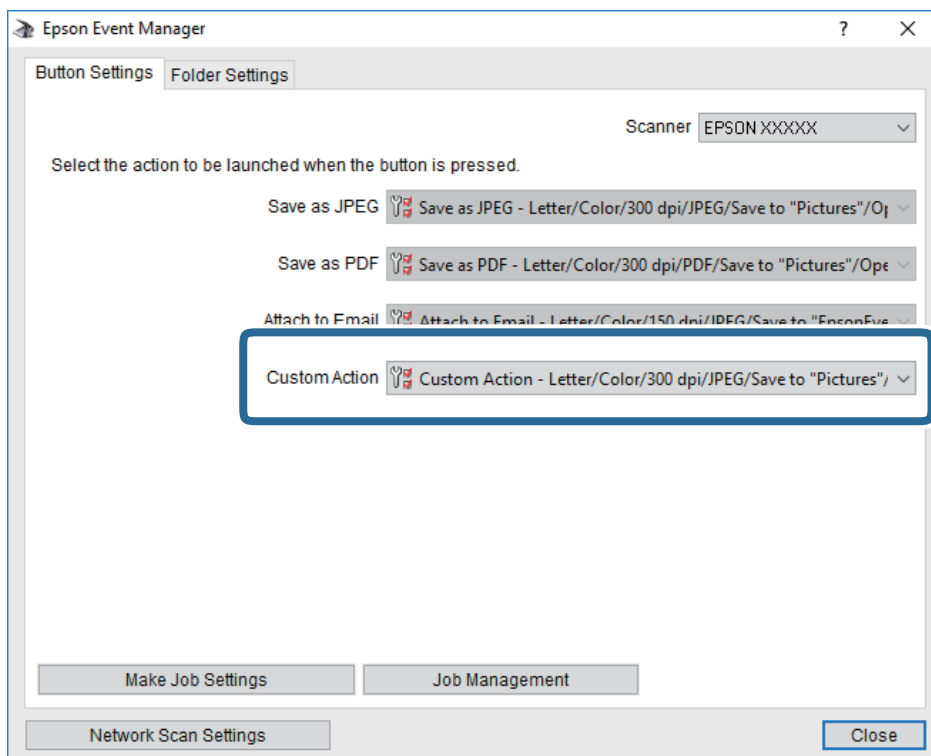 Epson Event Manager
Button Settings
Folder Settings
Scanner EPSON XXXXX
Select the action to be launched when the button is pressed.
Save as JPEG Save as JPEG - Letter/Color/300 dpi/JPEG/Save to "Pictures"/Op
Save as PDF Save as PDF - Letter/Color/300 dpi/PDF/Save to "Pictures"/Ope
Attach to Email Attach to Email - Letter/Color/150 dpi/JPEG/Save to "EpsonEve
Custom Action Custom Action - Letter/Color/300 dpi/JPEG/Save to "Pictures"/
Make Job Settings
Job Management
Network Scan Settings
Close